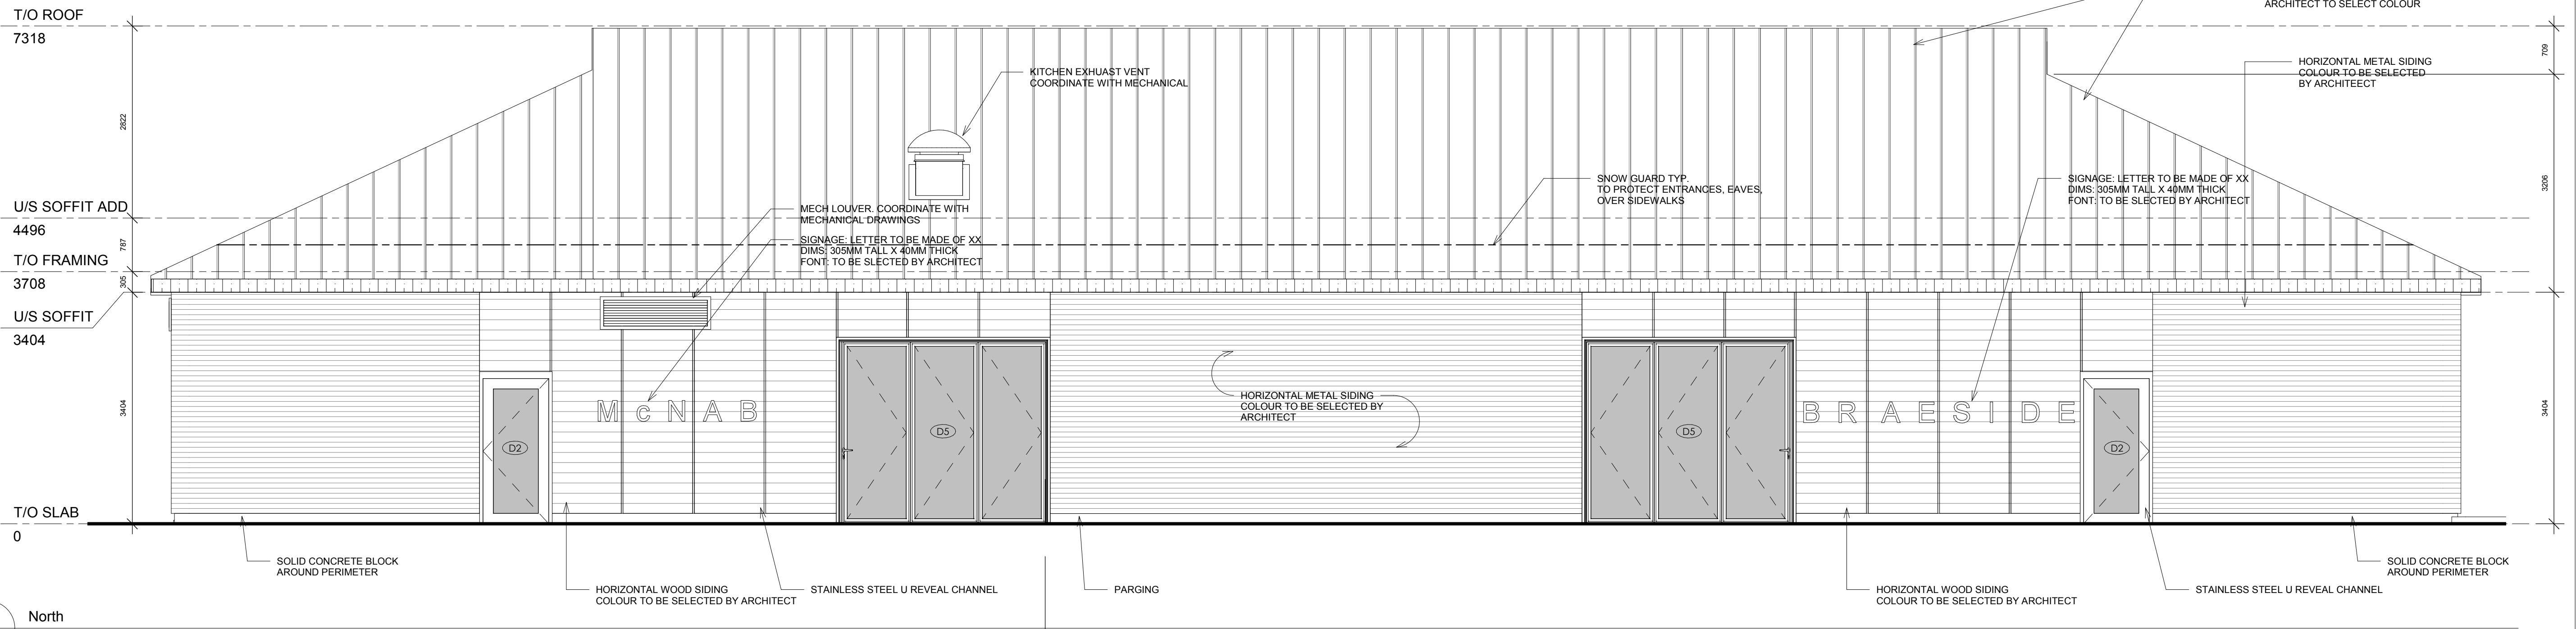 T/O ROOF
7318
ARCHITECT TO SELECT COLOUR
709
HORIZONTAL METAL SIDING
COLOUR TO BE SELECTED
BY ARCHITEECT
KITCHEN EXHUAST VENT
COORDINATE WITH MECHANICAL
2822
3206
SNOW GUARD TYP.
TO PROTECT ENTRANCES, EAVES,
OVER SIDEWALKS
SIGNAGE: LETTER TO BE MADE OF XX
DIMS: 305MM TALL X 40MM THICK
FONT: TO BE SLECTED BY ARCHITECT
U/S SOFFIT ADD
4496
MECH LOUVER. COORDINATE WITH
MECHANICAL DRAWINGS
SIGNAGE: LETTER TO BE MADE OF XX
DIMS: 305MM TALL X 40MM THICK
FONT: TO BE SLECTED BY ARCHITECT
787
T/O FRAMING
3708
305
U/S SOFFIT
3404
3404
McNAB
D2
D5
HORIZONTAL METAL SIDING
COLOUR TO BE SELECTED BY
ARCHITECT
D5
BRAESIDE
D2
3404
T/O SLAB
0
SOLID CONCRETE BLOCK
AROUND PERIMETER
HORIZONTAL WOOD SIDING
COLOUR TO BE SELECTED BY ARCHITECT
STAINLESS STEEL U REVEAL CHANNEL
PARGING
HORIZONTAL WOOD SIDING
COLOUR TO BE SELECTED BY ARCHITECT
STAINLESS STEEL U REVEAL CHANNEL
SOLID CONCRETE BLOCK
AROUND PERIMETER
North